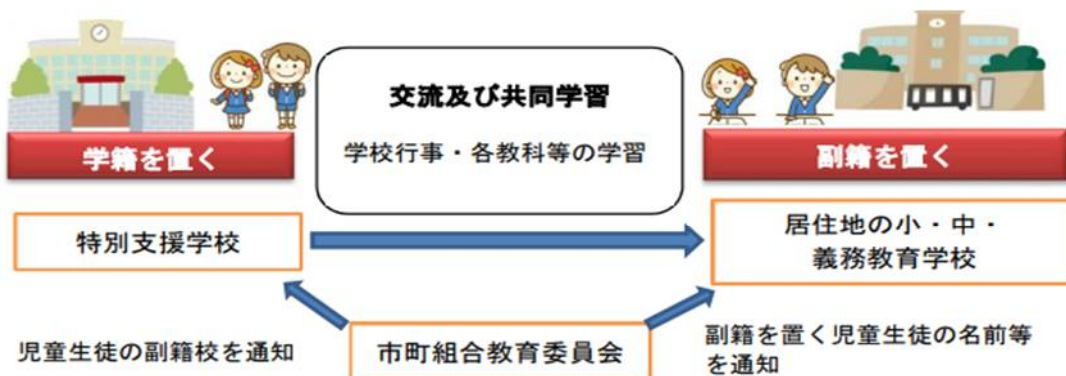 交流及び共同学習
学校行事・各教科等の学習
学籍を置く
副籍を置く
特別支援学校
居住地の小・中・
義務教育学校
児童生徒の副籍校を通知
市町組合教育委員会
副籍を置く児童生徒の名前等
を通知